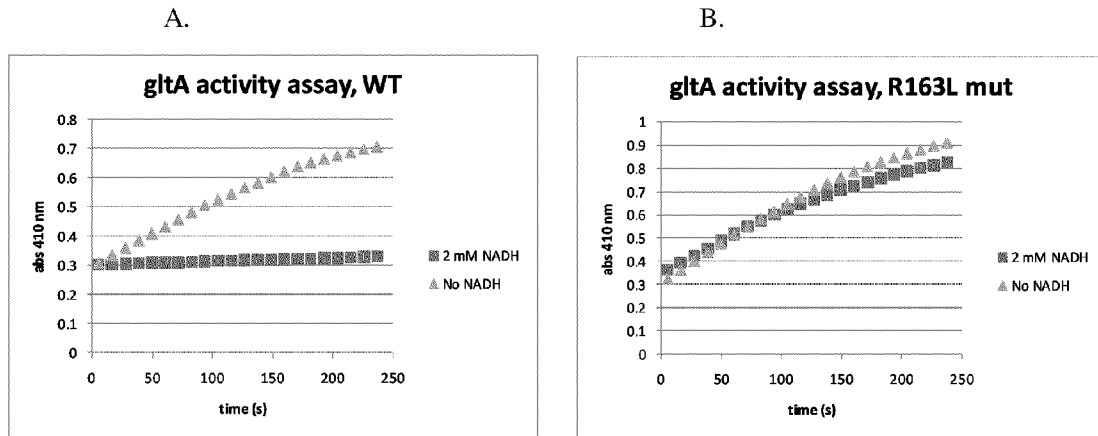 A.
B.
gltA activity assay, WT
0.8
0.7
0.6
0.5
0.4
0.3
0.2
0.1
0
abs 410 nm
0 50 100 150 200 250
time (s)
2 mM NADH
No NADH
gltA activity assay, R163L mut
1
0.9
0.8
0.7
0.6
0.5
0.4
0.3
0.2
0.1
0
abs 410 nm
0 50 100 150 200 250
time (s)
2 mM NADH
No NADH